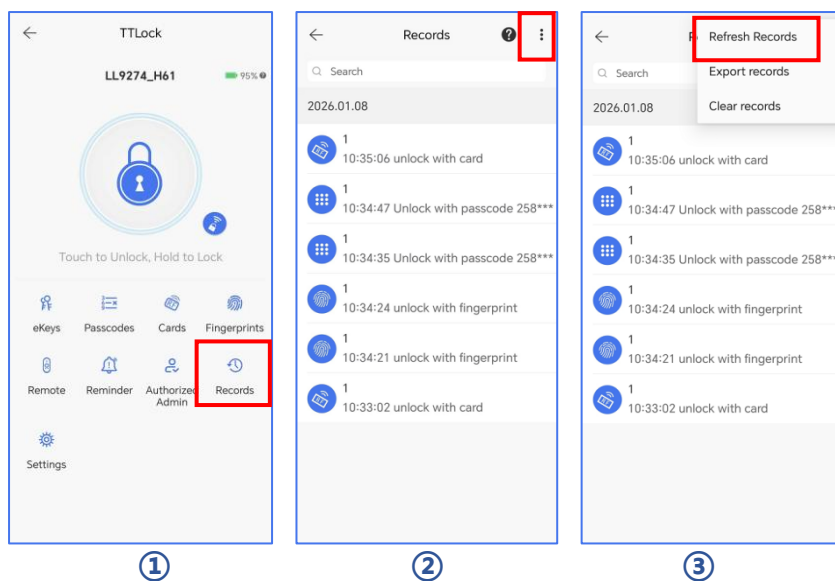 TTLock
LL9274_H61
95%
Touch to Unlock, Hold to Lock
eKeys Passcodes Cards Fingerprints
Remote Reminder Authorized Admin Records
Settings
①
Records
Search
2026.01.08
1
10:35:06 unlock with card
1
10:34:47 Unlock with passcode 258***
1
10:34:35 Unlock with passcode 258***
1
10:34:24 unlock with fingerprint
1
10:34:21 unlock with fingerprint
1
10:33:02 unlock with card
②
Refresh Records
Export records
Clear records
Search
2026.01.08
1
10:35:06 unlock with card
1
10:34:47 Unlock with passcode 258**
1
10:34:35 Unlock with passcode 258**
1
10:34:24 unlock with fingerprint
1
10:34:21 unlock with fingerprint
1
10:33:02 unlock with card
③